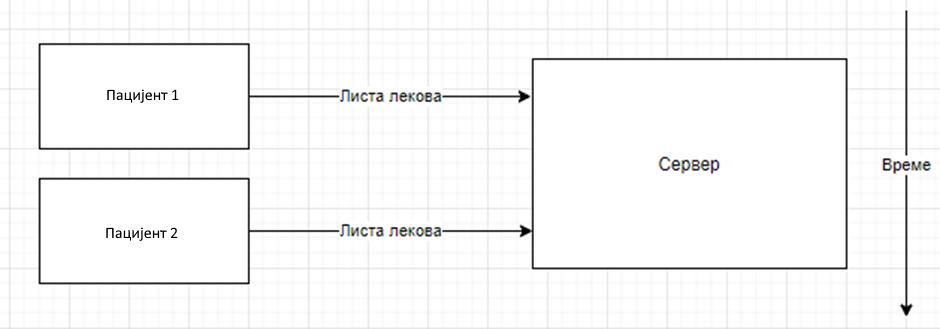 Пацијент 1
Листа лекова
Сервер
Време
Пацијент 2
Листа лекова